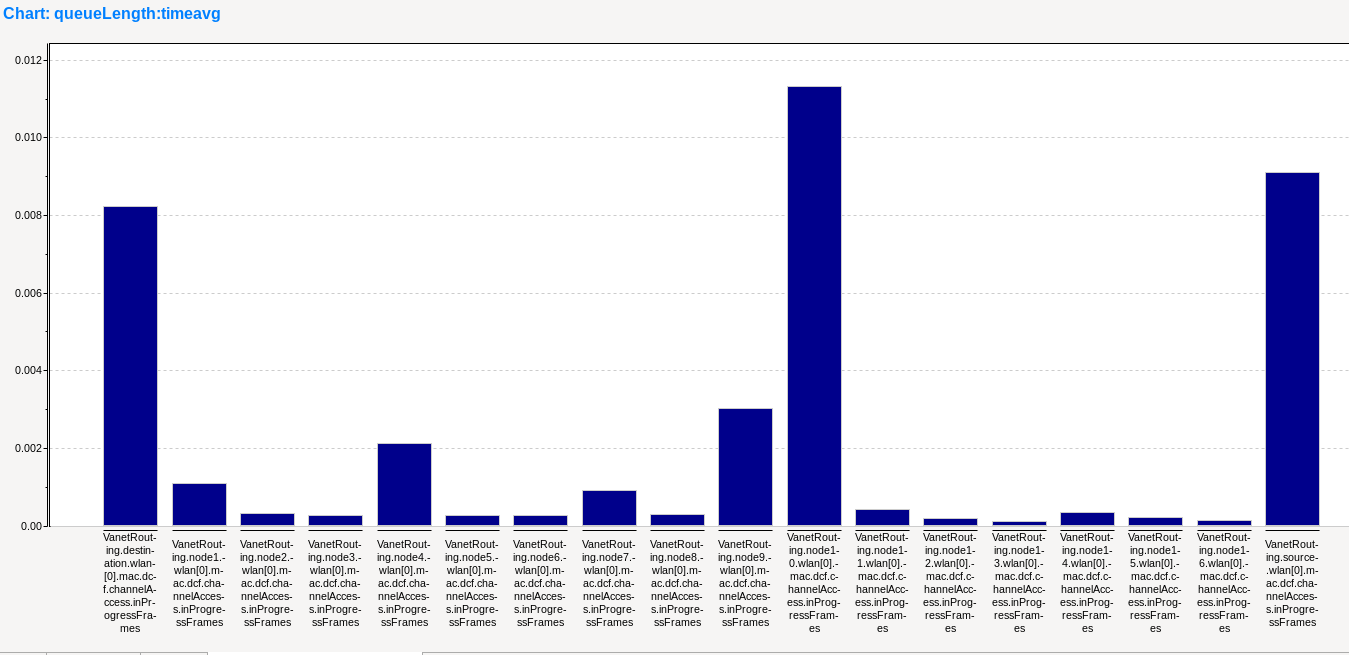 Chart: queueLength:timeavg
0.012
0.010
0.008
0.006
0.004
0.002
0.00
VanetRout-
ing.destin-
ation.wlan-
[0].mac.dc-
f.channelA-
ccess.inPr-
ogressFra-
mes
VanetRout-
ing.node1.-
wlan[0].m-
ac.dcf.cha-
nnelAcces-
s.inProgre-
ssFrames
VanetRout-
ing.node2.-
wlan[0].m-
ac.dcf.cha-
nnelAcces-
s.inProgre-
ssFrames
VanetRout-
ing.node3.-
wlan[0].m-
ac.dcf.cha-
nnelAcces-
s.inProgre-
ssFrames
VanetRout-
ing.node4.-
wlan[0].m-
ac.dcf.cha-
nnelAcces-
s.inProgre-
ssFrames
VanetRout-
ing.node5.-
wlan[0].m-
ac.dcf.cha-
nnelAcces-
s.inProgre-
ssFrames
VanetRout-
ing.node6.-
wlan[0].m-
ac.dcf.cha-
nnelAcces-
s.inProgre-
ssFrames
VanetRout-
ing.node7.-
wlan[0].m-
ac.dcf.cha-
nnelAcces-
s.inProgre-
ssFrames
VanetRout-
ing.node8.-
wlan[0].m-
ac.dcf.cha-
nnelAcces-
s.inProgre-
ssFrames
VanetRout-
ing.node9.-
wlan[0].m-
ac.dcf.cha-
nnelAcces-
s.inProgre-
ssFrames
VanetRout-
ing.node1-
0.wlan[0].-
mac.dcf.c-
hannelAcc-
ess.inProg-
ressFram-
es
VanetRout-
ing.node1-
1.wlan[0].-
mac.dcf.c-
hannelAcc-
ess.inProg-
ressFram-
es
VanetRout-
ing.node1-
2.wlan[0].-
mac.dcf.c-
hannelAcc-
ess.inProg-
ressFram-
es
VanetRout-
ing.node1-
3.wlan[0].-
mac.dcf.c-
hannelAcc-
ess.inProg-
ressFram-
es
VanetRout-
ing.node1-
4.wlan[0].-
mac.dcf.c-
hannelAcc-
ess.inProg-
ressFram-
es
VanetRout-
ing.node1-
5.wlan[0].-
mac.dcf.c-
hannelAcc-
ess.inProg-
ressFram-
es
VanetRout-
ing.node1-
6.wlan[0].-
mac.dcf.c-
hannelAcc-
ess.inProg-
ressFram-
es
VanetRout-
ing.source-
.wlan[0].m-
ac.dcf.cha-
nnelAcces-
s.inProgre-
ssFrames